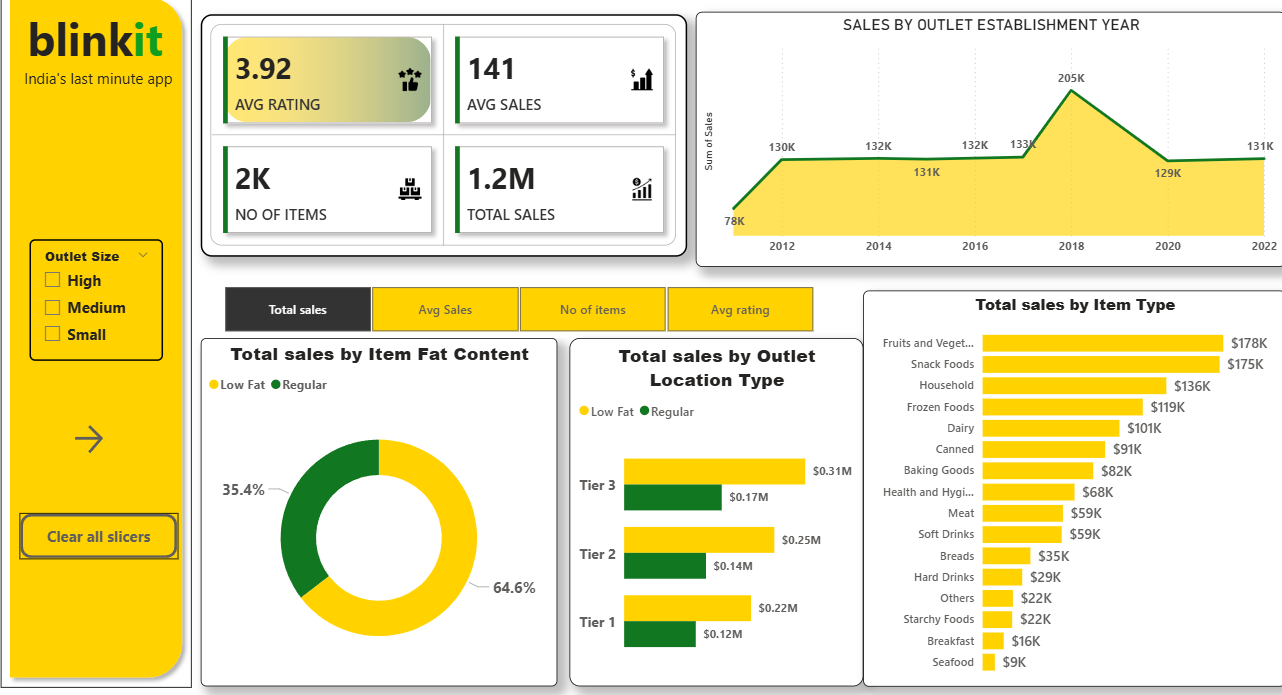 blinkit
India's last minute app
Outlet Size
High
Medium
Small
Clear all slicers
3.92
AVG RATING
141
AVG SALES
2K
NO OF ITEMS
1.2M
TOTAL SALES
SALES BY OUTLET ESTABLISHMENT YEAR
Sum of Sales
78K
130K
132K
131K
132K
133K
205K
129K
131K
2012
2014
2016
2018
2020
2022
Total sales
Avg Sales
No of items
Avg rating
Total sales by Item Fat Content
Low Fat Regular
35.4%
64.6%
Total sales by Outlet
Location Type
Low Fat Regular
Tier 3
$0.31M
$0.17M
Tier 2
$0.25M
$0.14M
Tier 1
$0.22M
$0.12M
Total sales by Item Type
Fruits and Veget... $178K
Snack Foods $175K
Household $136K
Frozen Foods $119K
Dairy $101K
Canned $91K
Baking Goods $82K
Health and Hygi... $68K
Meat $59K
Soft Drinks $59K
Breads $35K
Hard Drinks $29K
Others $22K
Starchy Foods $22K
Breakfast $16K
Seafood $9K